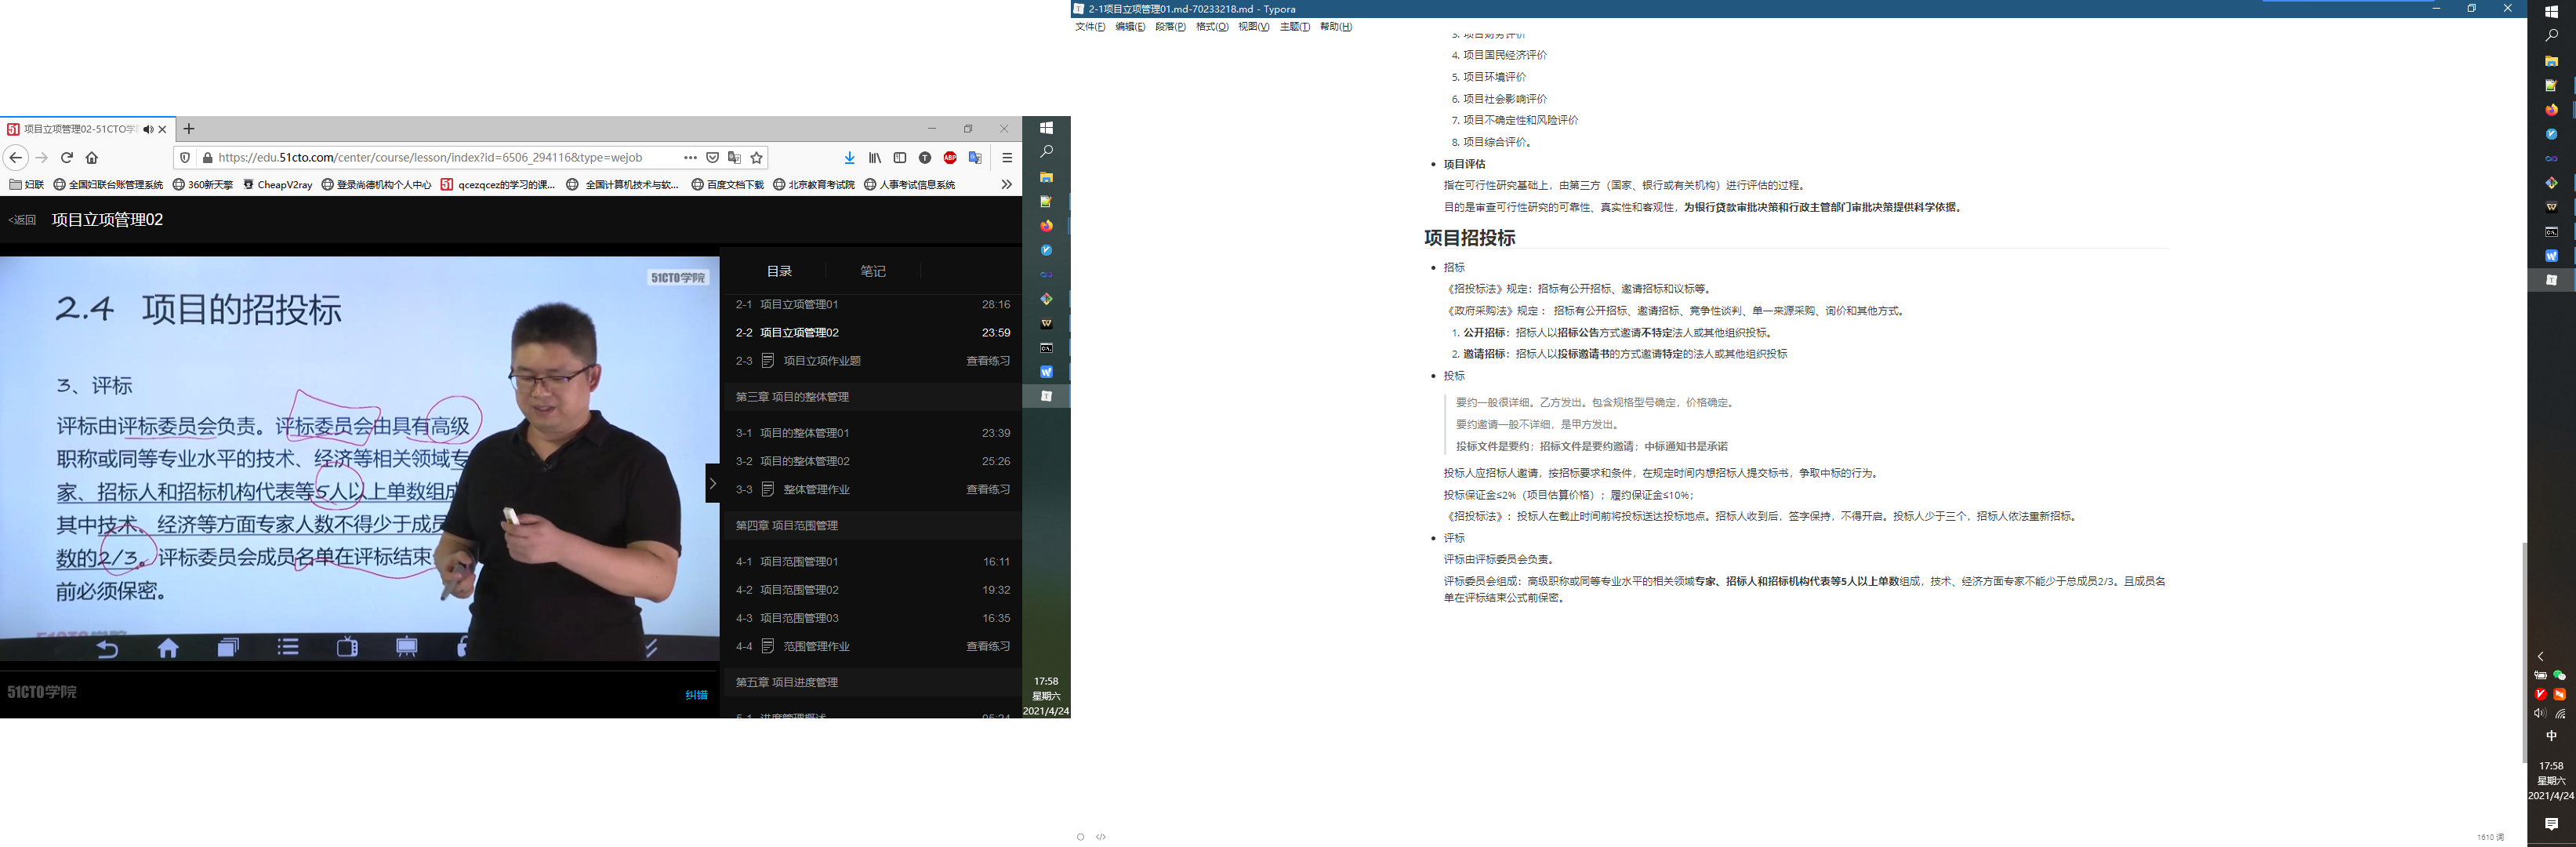 项目立项管理02-51CTO学
https://edu.51cto.com/center/course/lesson/index?id=6506_294116&type=wejob
妇联
全国妇联台账管理系统
360新天擎
CheapV2ray
登录尚德机构个人中心
qcezqcez的学习的课...
全国计算机技术与软...
百度文档下载
北京教育考试院
人事考试信息系统
<返回
项目立项管理02
51CTO学院
2.4 项目的招投标
3、评标
评标由评标委员会负责。评标委员会由具有高级
职称或同等专业水平的技术、经济等相关领域专
家、招标人和招标机构代表等5人以上单数组成
其中技术、经济等方面专家人数不得少于成员
数的2/3。评标委员会成员名单在评标结束
前必须保密。
51CTO学院
纠错
目录
笔记
2-1 项目立项管理01 28:16
2-2 项目立项管理02 23:59
2-3 项目立项作业题 查看练习
第三章 项目的整体管理
3-1 项目的整体管理01 23:39
3-2 项目的整体管理02 25:26
3-3 整体管理作业 查看练习
第四章 项目范围管理
4-1 项目范围管理01 16:11
4-2 项目范围管理02 19:32
4-3 项目范围管理03 16:35
4-4 范围管理作业 查看练习
第五章 项目进度管理
17:58
星期六
2021/4/24
2-1项目立项管理01.md-70233218.md - Typora
文件(F) 编辑(E) 段落(P) 格式(O) 视图(V) 主题(T) 帮助(H)
3. 项目财务评价
4. 项目国民经济评价
5. 项目环境评价
6. 项目社会影响评价
7. 项目不确定性和风险评价
8. 项目综合评价。
项目评估
指在可行性研究基础上，由第三方（国家、银行或有关机构）进行评估的过程。
目的是审查可行性研究的可靠性、真实性和客观性，为银行贷款审批决策和行政主管部门审批决策提供科学依据。
项目招投标
招标
《招投标法》规定：招标有公开招标、邀请招标和议标等。
《政府采购法》规定： 招标有公开招标、邀请招标、竞争性谈判、单一来源采购、询价和其他方式。
1. 公开招标：招标人以招标公告方式邀请不特定法人或其他组织投标。
2. 邀请招标：招标人以投标邀请书的方式邀请特定的法人或其他组织投标
投标
要约一般很详细。乙方发出。包含规格型号确定，价格确定。
要约邀请一般不详细，是甲方发出。
投标文件是要约；招标文件是要约邀请；中标通知书是承诺
投标人应招标人邀请，按招标要求和条件，在规定时间内想招标人提交标书，争取中标的行为。
投标保证金≤2%（项目估算价格）；履约保证金≤10%；
《招投标法》：投标人在截止时间前将投标送达投标地点。招标人收到后，签字保持，不得开启。投标人少于三个，招标人依法重新招标。
评标
评标由评标委员会负责。
评标委员会组成：高级职称或同等专业水平的相关领域专家、招标人和招标机构代表等5人以上单数组成，技术、经济方面专家不能少于总成员2/3。且成员名
单在评标结束公式前保密。
1610 词
中
17:58
星期六
2021/4/24